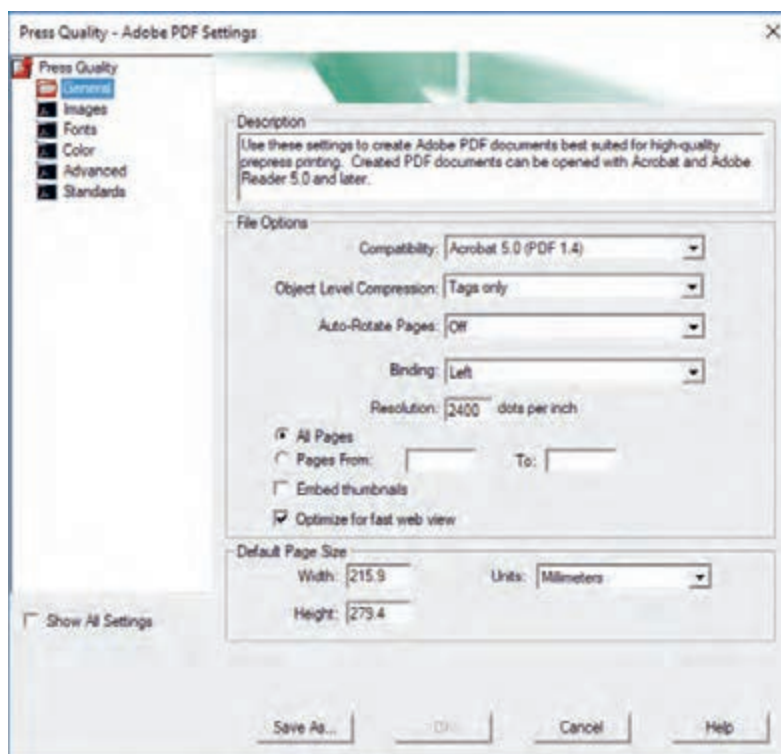 Press Quality - Adobe PDF Settings
Press Quality
General
Images
Fonts
Color
Advanced
Standards
Show All Settings
Description
Use these settings to create Adobe PDF documents best suited for high-quality
prepress printing. Created PDF documents can be opened with Acrobat and Adobe
Reader 5.0 and later.
File Options
Compatibility: Acrobat 5.0 (PDF 1.4)
Object Level Compression: Tags only
Auto-Rotate Pages: Off
Binding: Left
Resolution: 2400 dots per inch
All Pages
Pages From: To:
Embed thumbnails
Optimize for fast web view
Default Page Size
Width: 215.9 Units: Millimeters
Height: 279.4
Save As... Cancel Help